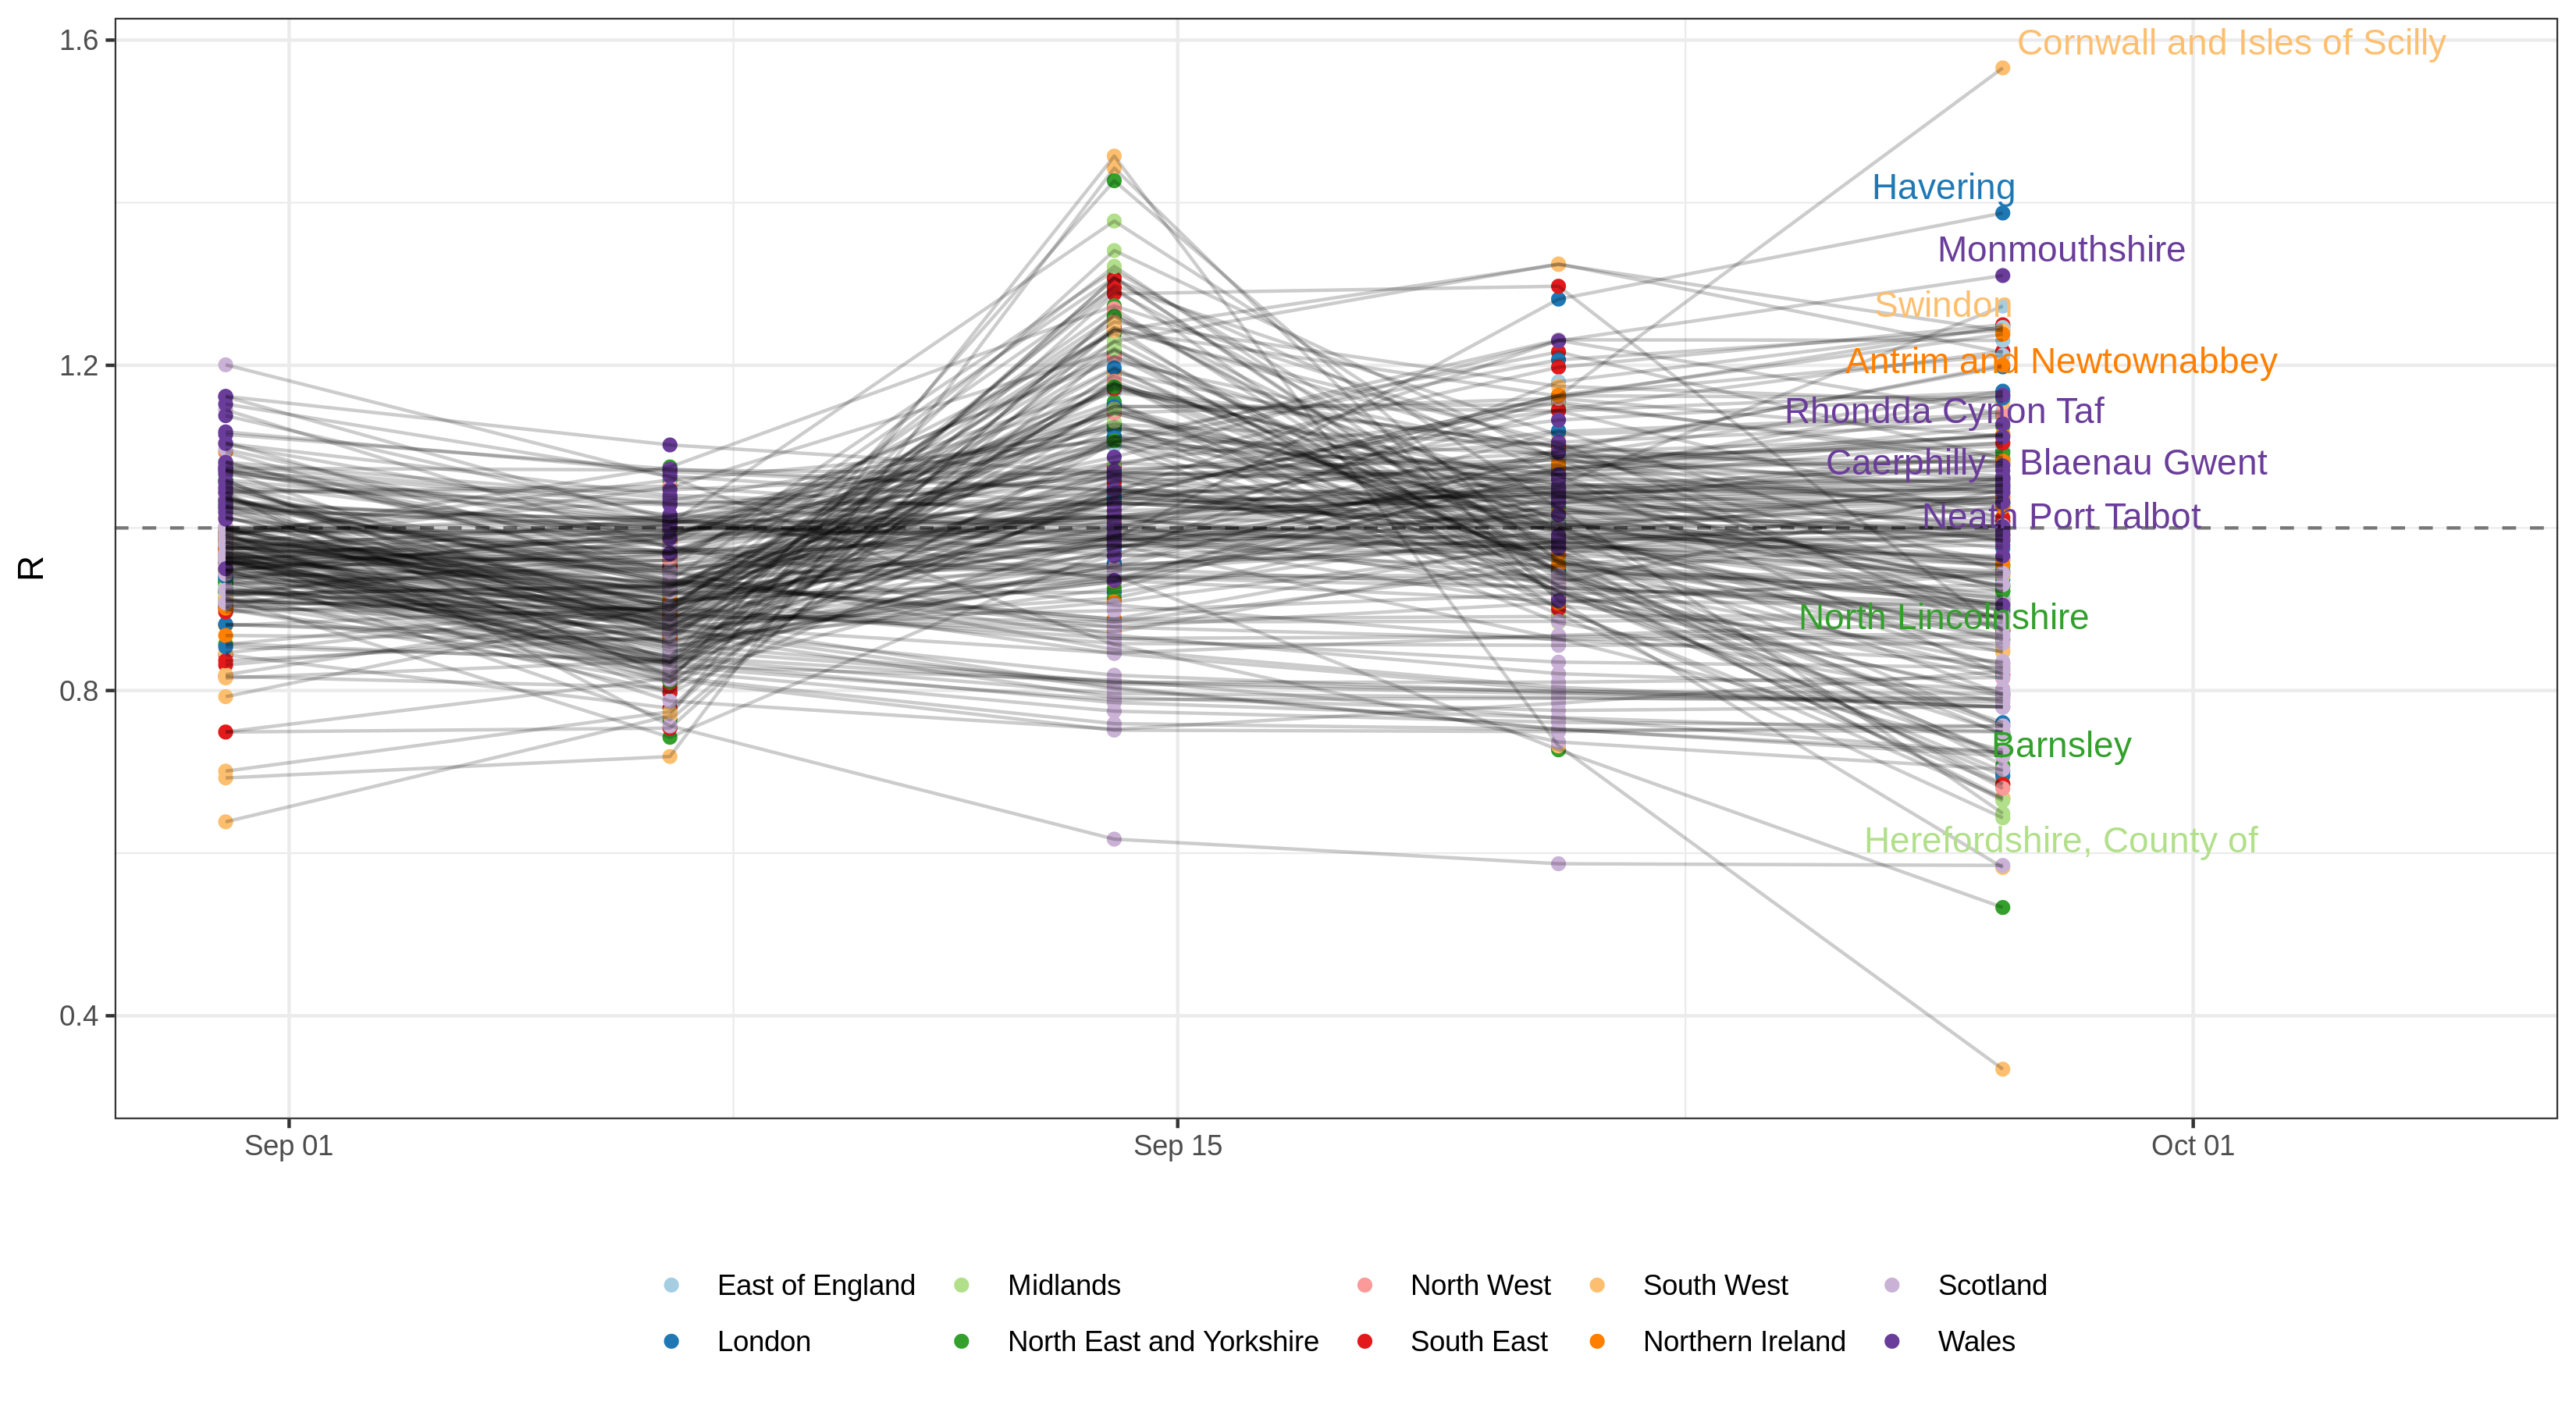 1.6
1.2
0.8
0.4
R
Cornwall and Isles of Scilly
Havering
Monmouthshire
Swindon
Antrim and Newtownabbey
Rhondda Cynon Taf
Caerphilly Blaenau Gwent
Neath Port Talbot
North Lincolnshire
Barnsley
Herefordshire, County of
Sep 01 Sep 15 Oct 01
East of England Midlands North West South West Scotland
London North East and Yorkshire South East Northern Ireland Wales